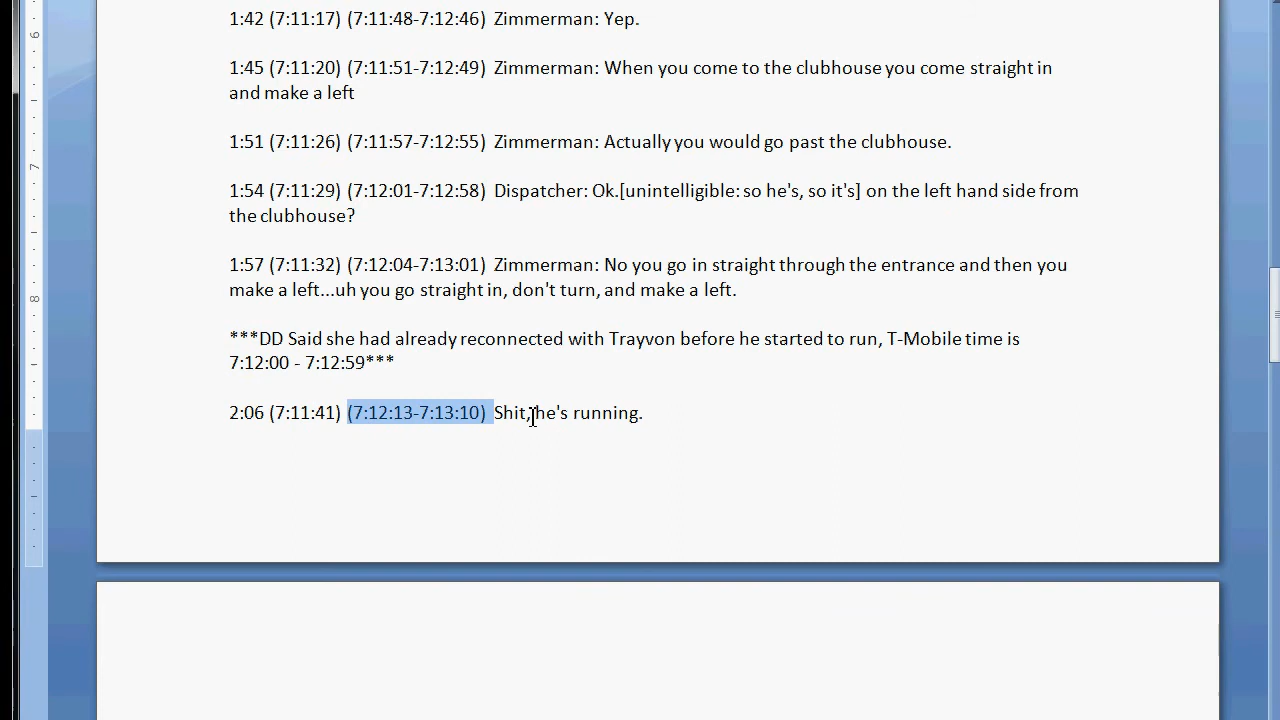 1:42 (7:11:17) (7:11:48-7:12:46) Zimmerman: Yep.
1:45 (7:11:20) (7:11:51-7:12:49) Zimmerman: When you come to the clubhouse you come straight in
and make a left
1:51 (7:11:26) (7:11:57-7:12:55) Zimmerman: Actually you would go past the clubhouse.
1:54 (7:11:29) (7:12:01-7:12:58) Dispatcher: Ok.[unintelligible: so he's, so it's] on the left hand side from
the clubhouse?
1:57 (7:11:32) (7:12:04-7:13:01) Zimmerman: No you go in straight through the entrance and then you
make a left...uh you go straight in, don't turn, and make a left.
***DD Said she had already reconnected with Trayvon before he started to run, T-Mobile time is
7:12:00 - 7:12:59***
2:06 (7:11:41) (7:12:13-7:13:10) Shit, he's running.
6
7
8